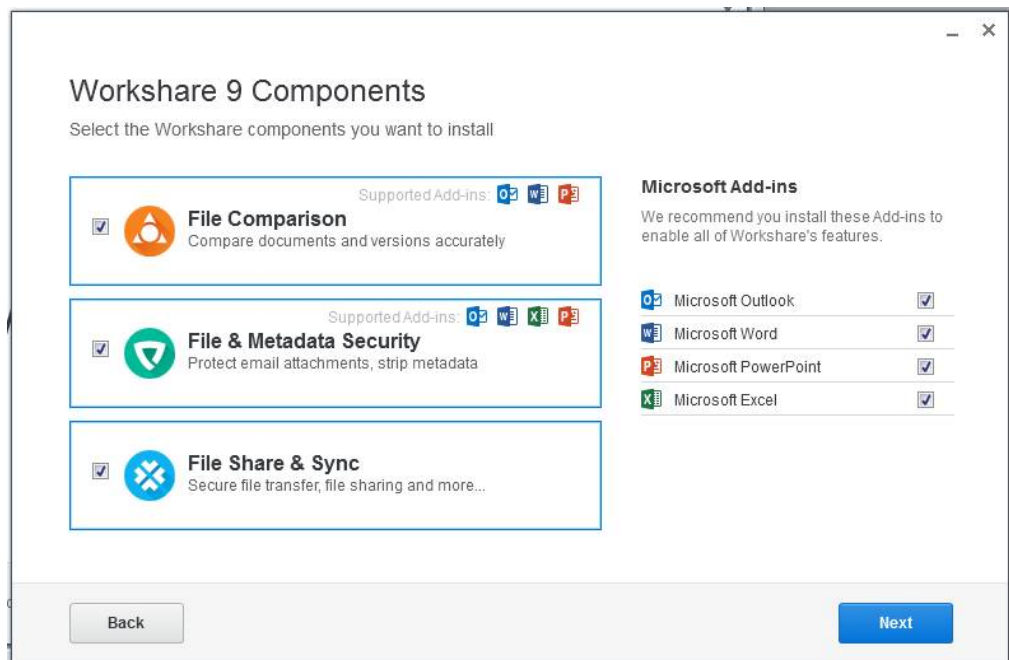 Workshare 9 Components
Select the Workshare components you want to install
Supported Add-ins:
File Comparison
Compare documents and versions accurately
Supported Add-ins:
File & Metadata Security
Protect email attachments, strip metadata
File Share & Sync
Secure file transfer, file sharing and more...
Microsoft Add-ins
We recommend you install these Add-ins to
enable all of Workshare's features.
Microsoft Outlook
Microsoft Word
Microsoft PowerPoint
Microsoft Excel
Back
Next